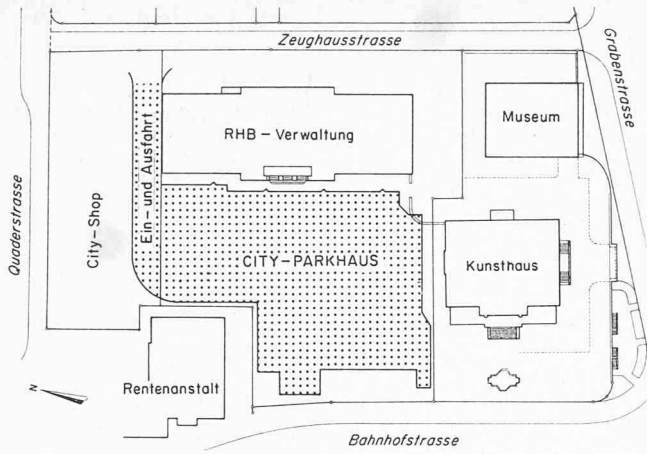 Zeughausstrasse
Grabenstrasse
Quaderstrasse
City-Shop
Ein- und Ausfahrt
RHB - Verwaltung
Museum
CITY-PARKHAUS
Kunsthaus
N
Rentenanstalt
Bahnhofstrasse